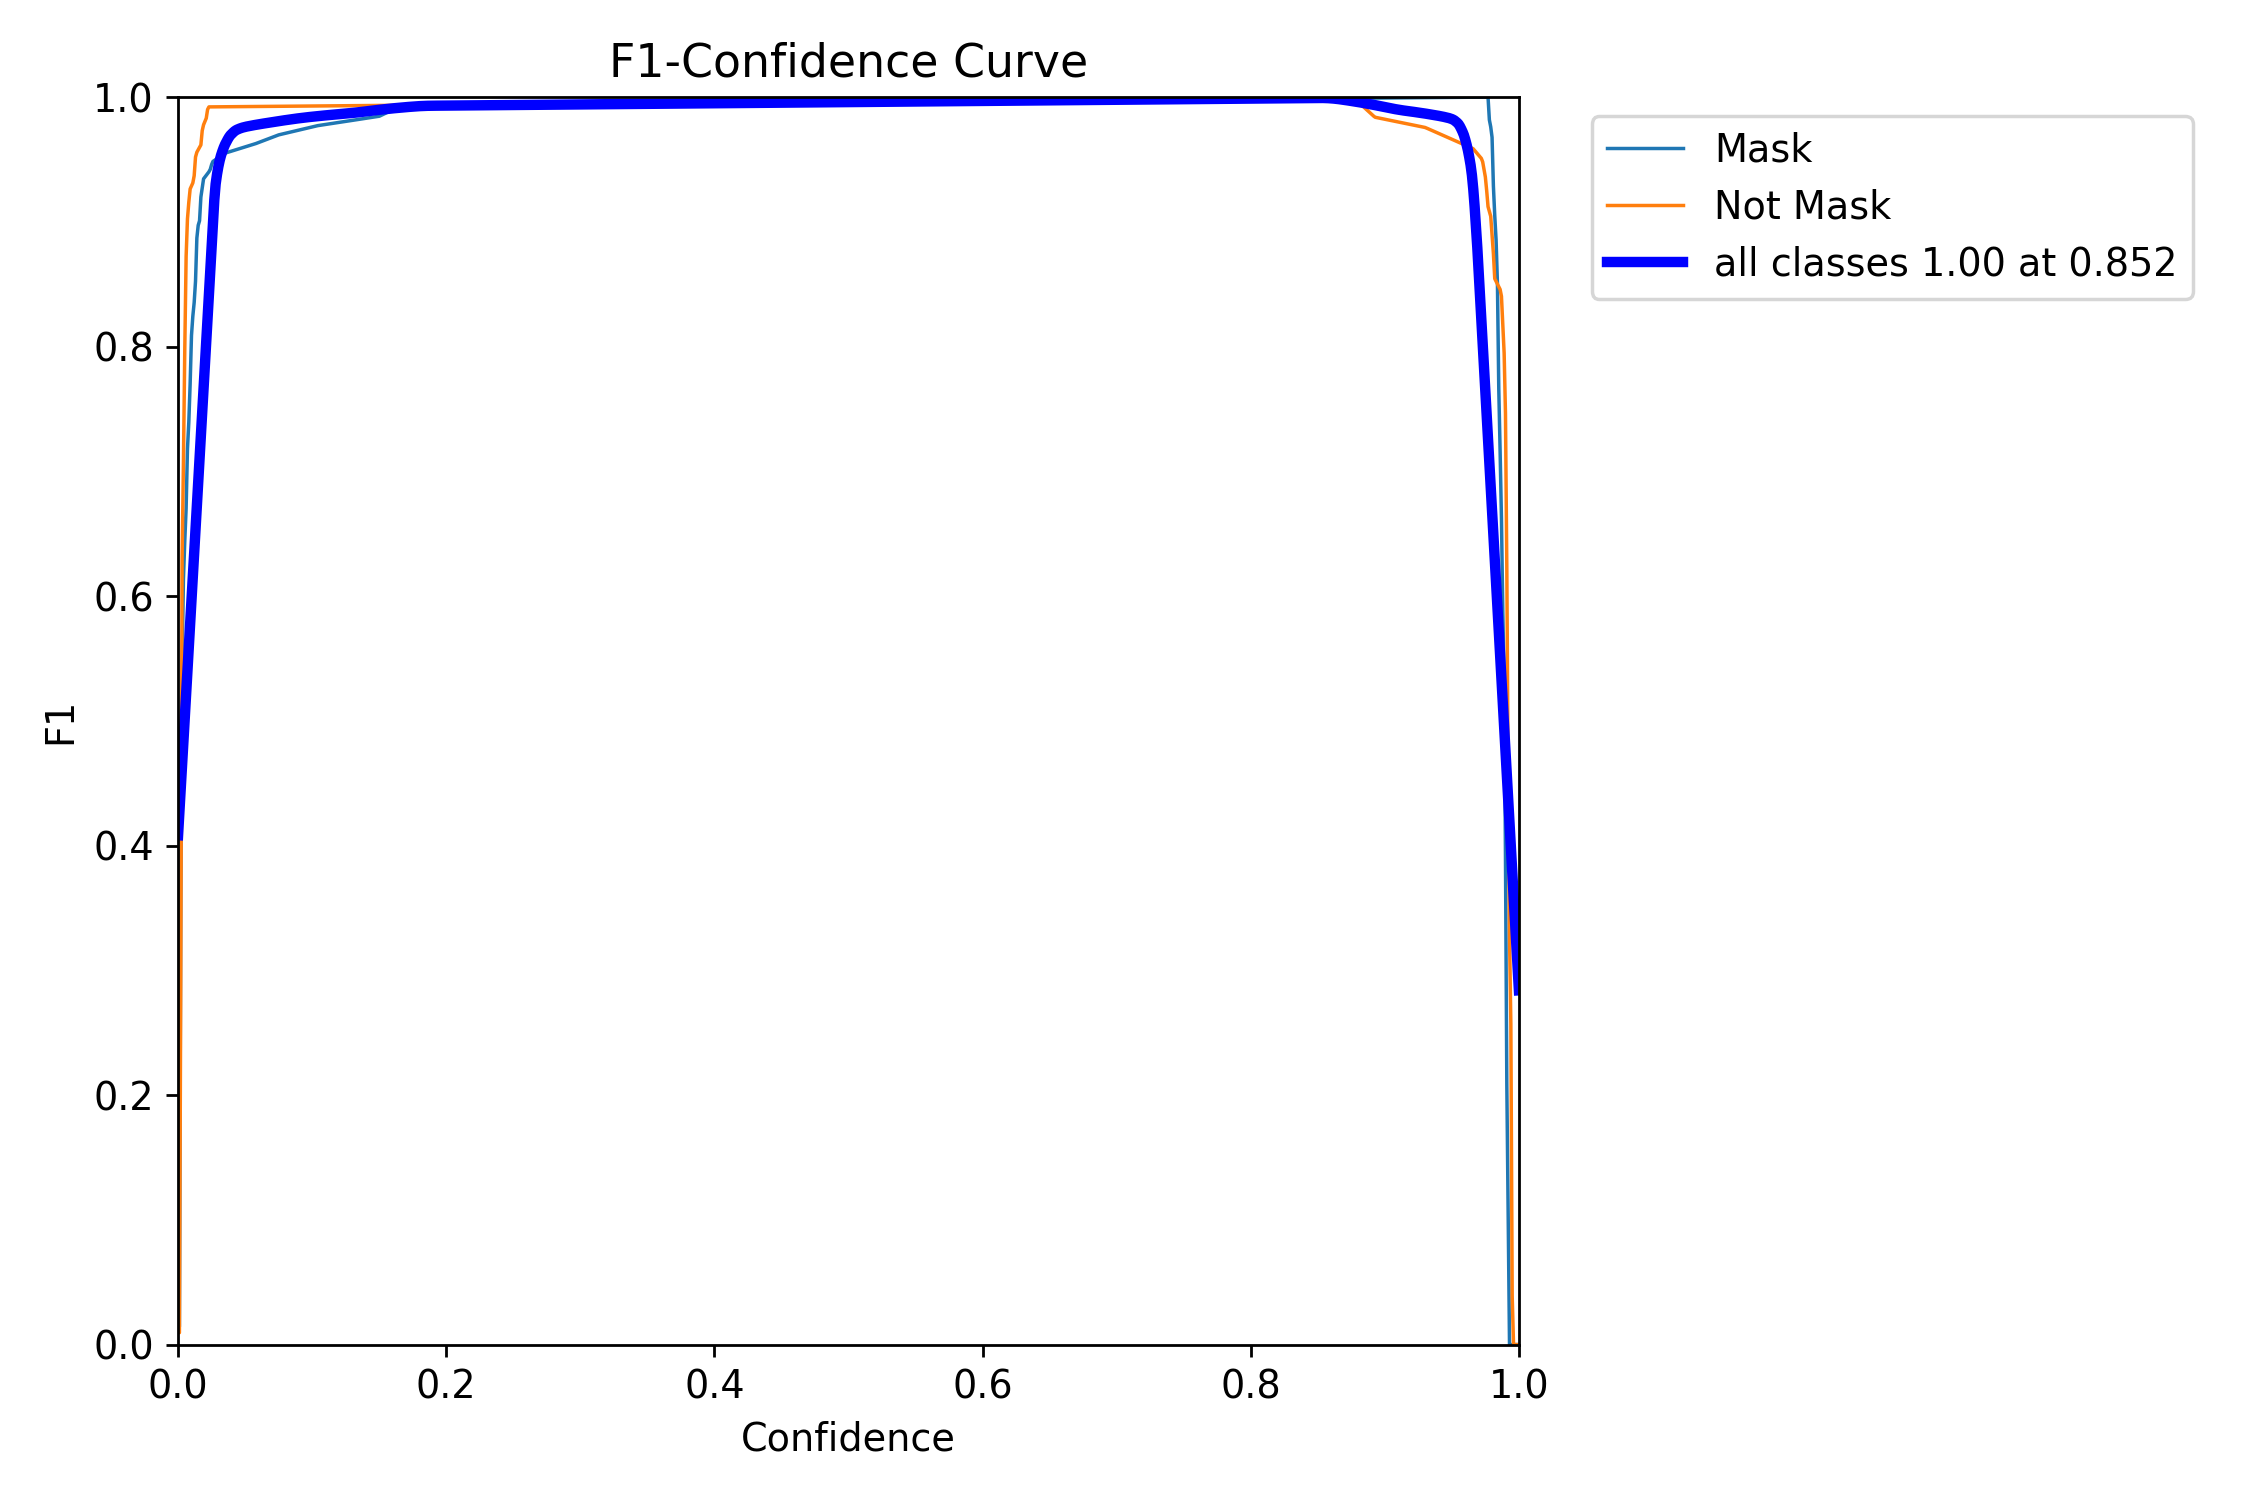 F1-Confidence Curve
1.0
0.8
0.6
0.4
0.2
0.0
F1
0.0 0.2 0.4 0.6 0.8 1.0
Confidence
Mask
Not Mask
all classes 1.00 at 0.852